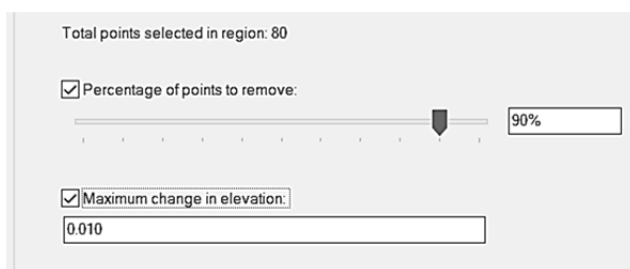 Total points selected in region: 80
Percentage of points to remove:
90%
Maximum change in elevation:
0.010